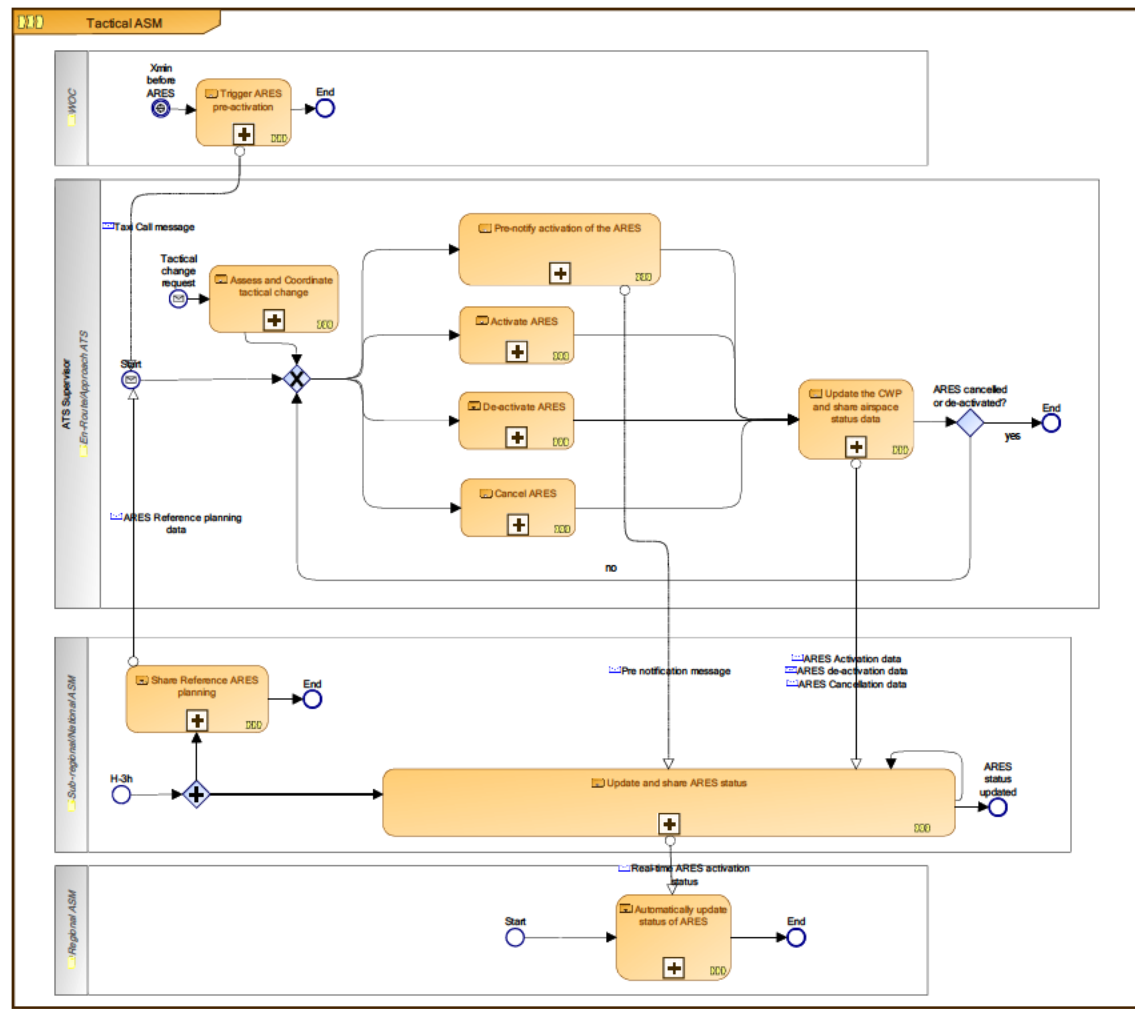 Tactical ASM
WOC
Xmin
before
ARES
Trigger ARES
pre-activation
End
ATS Supervisor
En-Route/Approach ATS
Taxi Call message
Tactical
change
request
Assess and Coordinate
tactical change
Start
Pre-notify activation of the ARES
Activate ARES
De-activate ARES
Cancel ARES
Update the CWP
and share airspace
status data
ARES cancelled
or de-activated?
End
yes
no
ARES Reference planning
data
Sub-regional/National ASM
Share Reference ARES
planning
End
H-3h
Pre notification message
ARES Activation data
ARES de-activation data
ARES Cancellation data
Update and share ARES status
ARES
status
updated
Regional ASM
Real-time ARES activation
status
Start
Automatically update
status of ARES
End